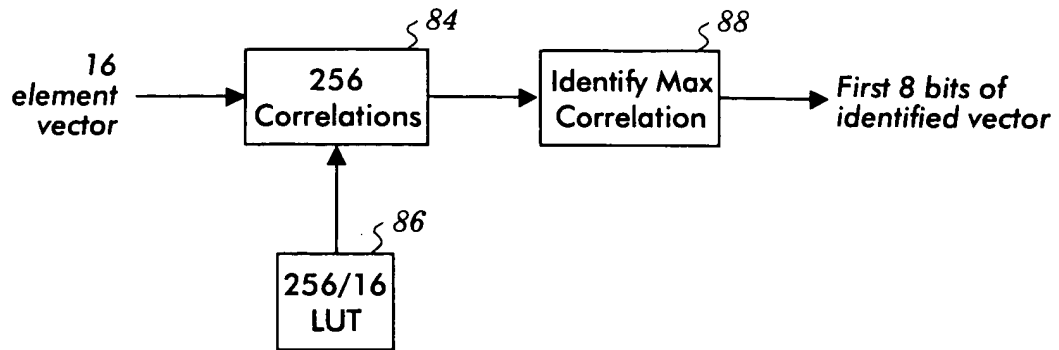 84
88
16
element
vector
256
Correlations
Identify Max
Correlation
First 8 bits of
identified vector
86
256/16
LUT